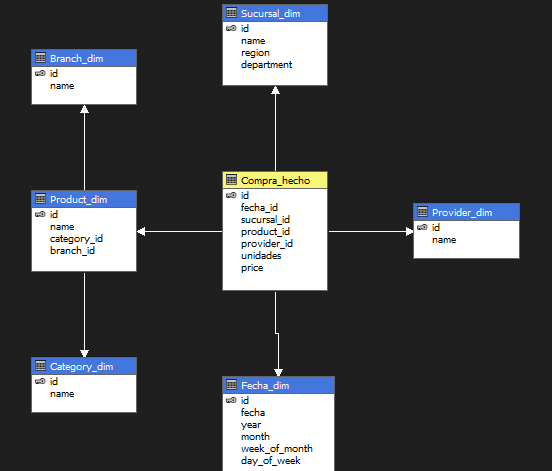 Sucursal_dim
id
name
region
department
Branch_dim
id
name
Compra_hecho
id
fecha_id
sucursal_id
product_id
provider_id
unidades
price
Product_dim
id
name
category_id
branch_id
Provider_dim
id
name
Category_dim
id
name
Fecha_dim
id
fecha
year
month
week_of_month
day_of_week